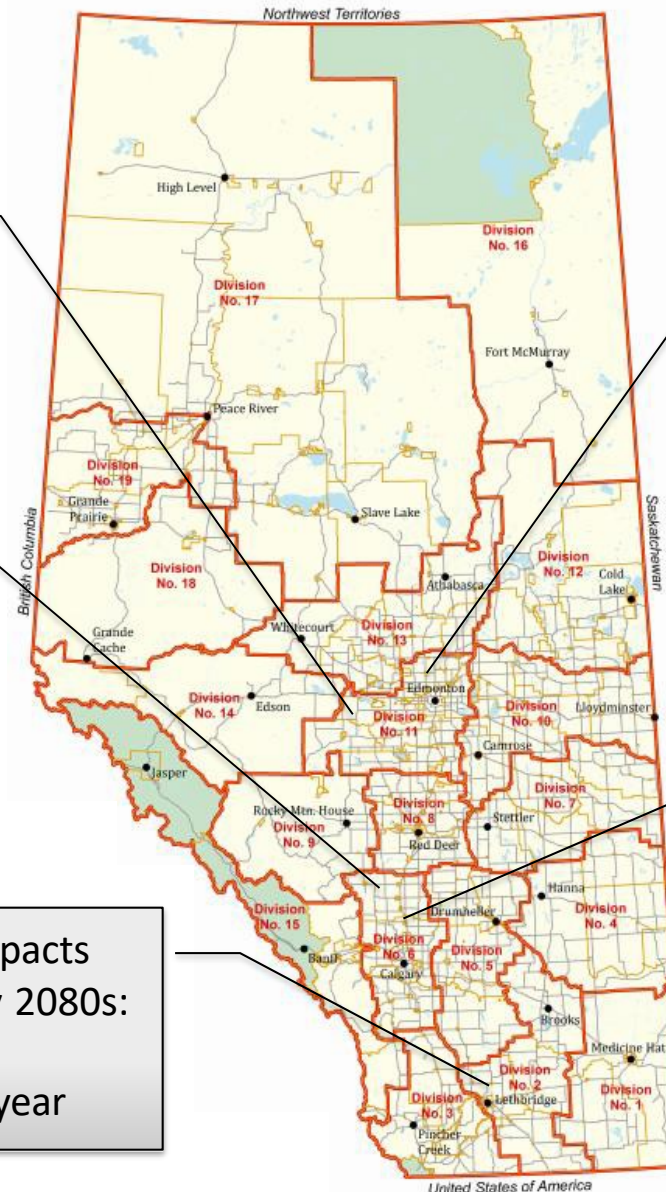 Northwest Territories
High Level
Division
No. 16
Division
No. 17
Fort McMurray
Peace River
Division
No. 19
Grande
Prairie
Slave Lake
British Columbia
Saskatchewan
Division
No. 18
Division
No. 12
Cold
Lake
Athabasca
Whitecourt
Division
No. 13
Grande
Cache
Edmonton
Division
No. 14
Edson
Division
No. 11
Division
No. 10
Lloydminster
Camrose
Jasper
Division
No. 7
Rocky Mtn. House
Division
No. 9
Division
No. 8
Red Deer
Stettler
Hanna
Division
No. 4
Drumheller
Division
No. 15
Banff
Division
No. 6
Calgary
Division
No. 5
pacts
2080s:
year
Brooks
Medicine Hat
Division
No. 2
Lethbridge
Division
No. 1
Division
No. 3
Pincher
Creek
United States of America